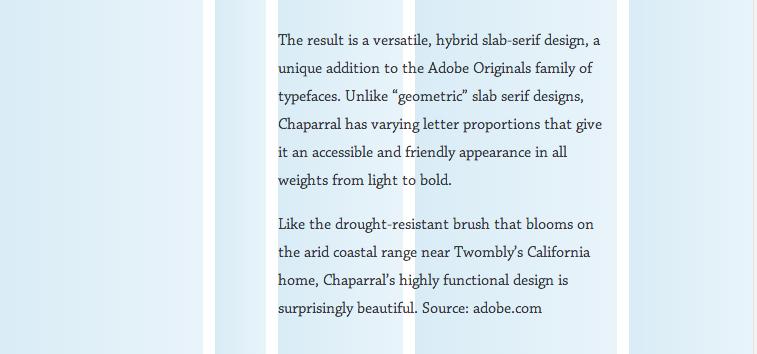 The result is a versatile, hybrid slab-serif design, a
unique addition to the Adobe Originals family of
typefaces. Unlike “geometric” slab serif designs,
Chaparral has varying letter proportions that give
it an accessible and friendly appearance in all
weights from light to bold.
Like the drought-resistant brush that blooms on
the arid coastal range near Twombly’s California
home, Chaparral’s highly functional design is
surprisingly beautiful. Source: adobe.com